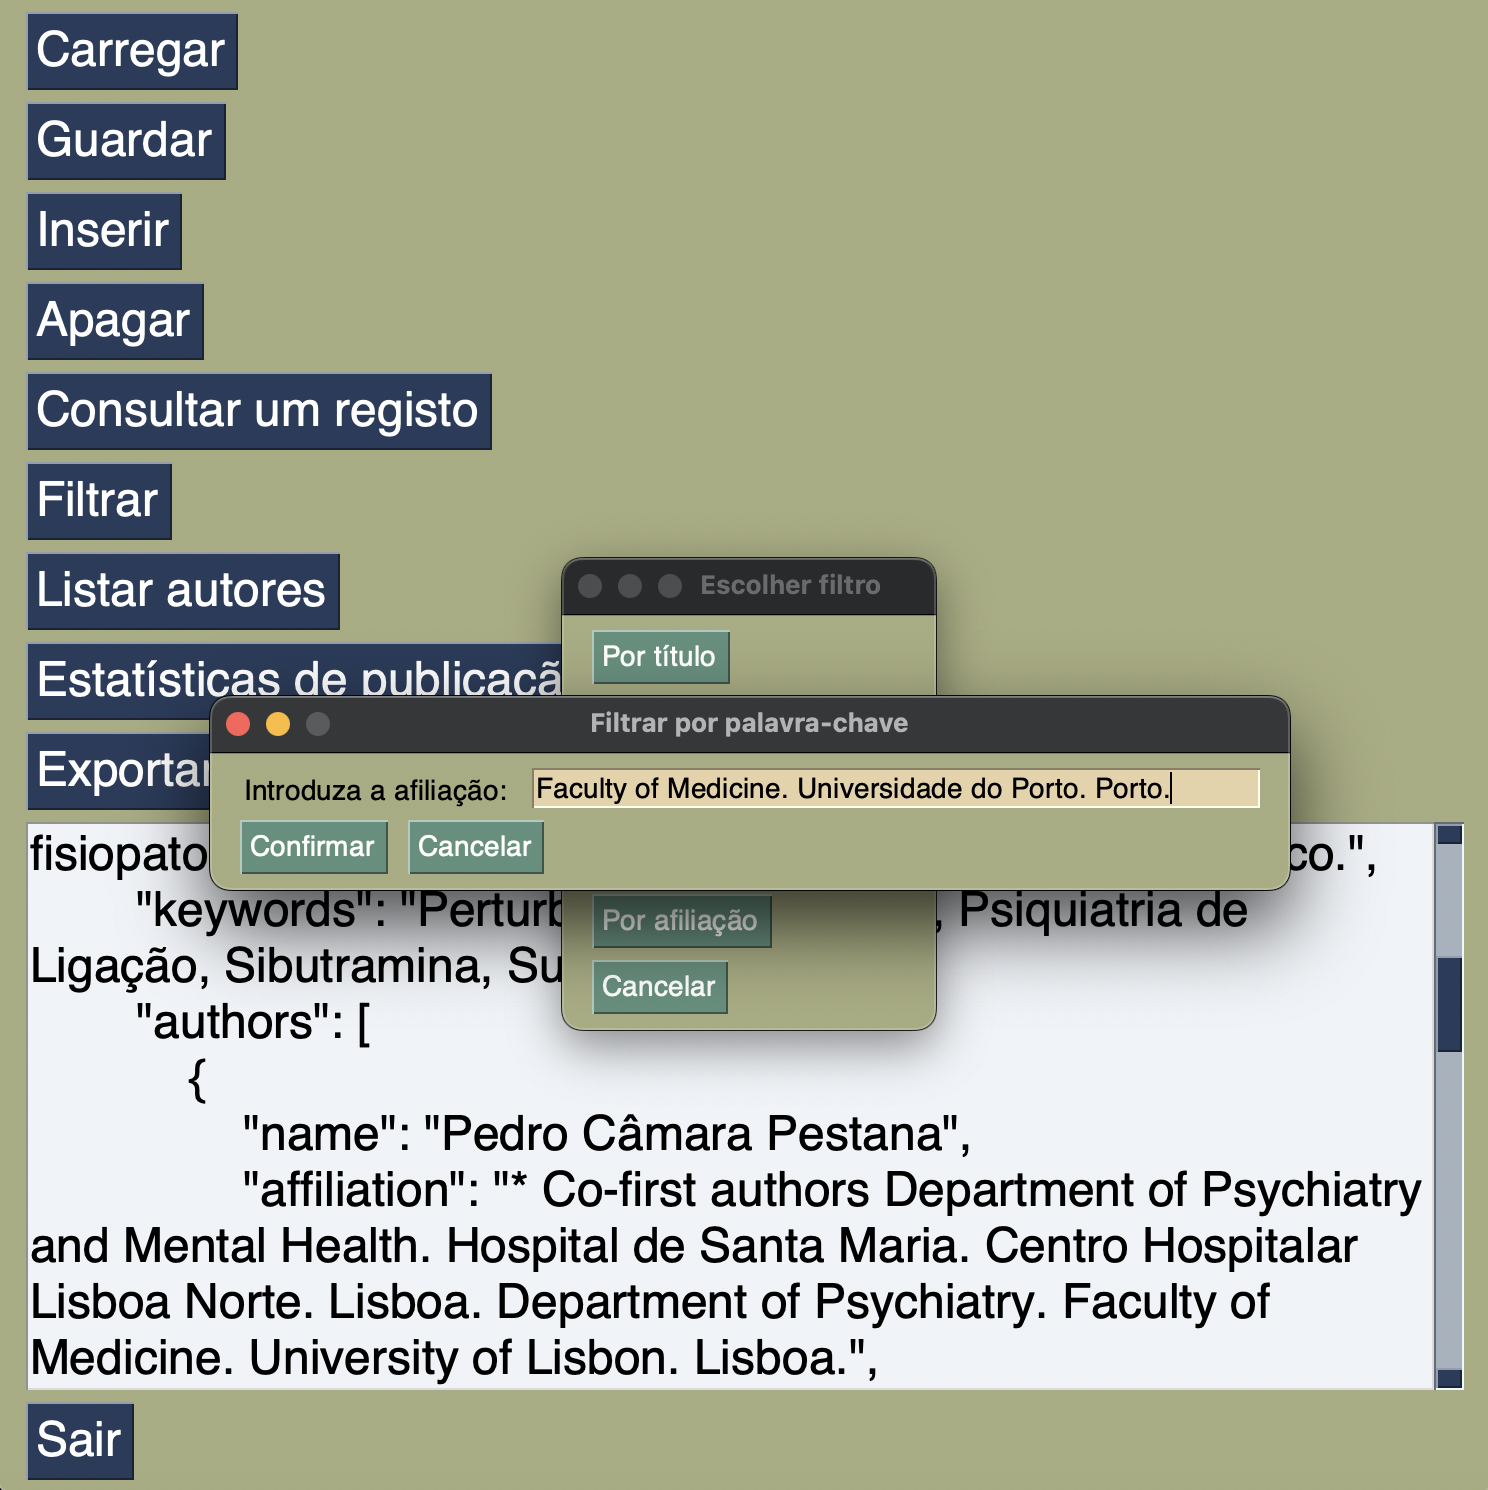 Carregar
Guardar
Inserir
Apagar
Consultar um registo
Filtrar
Listar autores
Estatísticas de publicaçã
Exportar
Escolher filtro
Por título
Filtrar por palavra-chave
Introduza a afiliação: Faculty of Medicine. Universidade do Porto. Porto.
Confirmar Cancelar
Por afiliação
Cancelar
fisiopato co.",
"keywords": "Perturb , Psiquiatria de
Ligação, Sibutramina, Su
"authors": [
{
"name": "Pedro Câmara Pestana",
"affiliation": "* Co-first authors Department of Psychiatry
and Mental Health. Hospital de Santa Maria. Centro Hospitalar
Lisboa Norte. Lisboa. Department of Psychiatry. Faculty of
Medicine. University of Lisbon. Lisboa.",
Sair